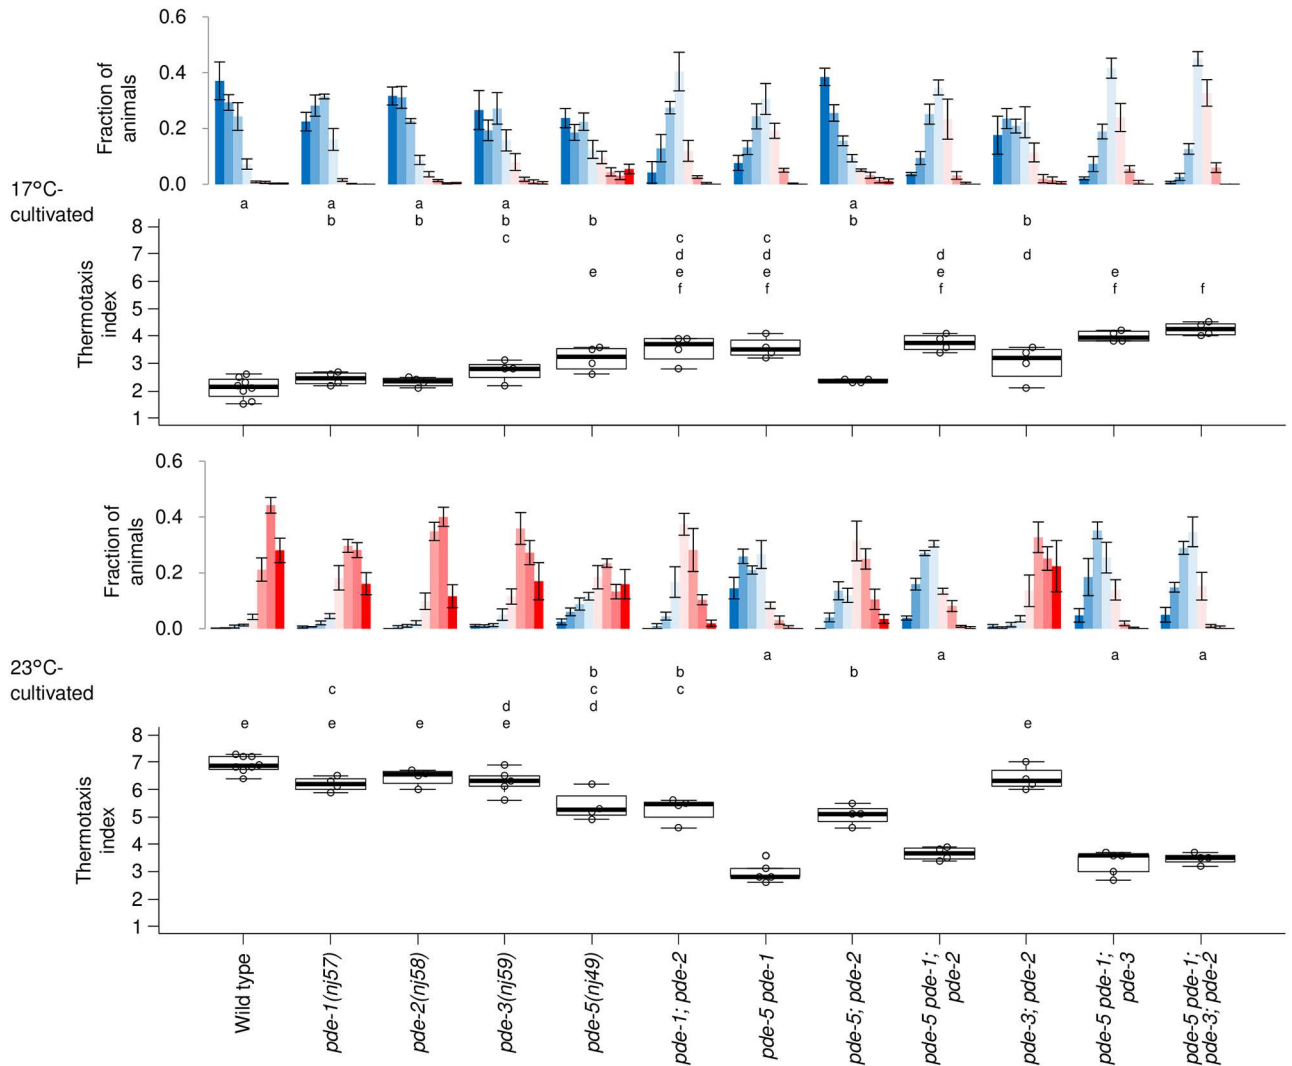 0.6
0.4
0.2
0.0
Fraction of
animals
17°C-
cultivated
a a a a a
b b b b b b
c c c
d d d d
e e e e e
f f f f f
8
7
6
5
4
3
2
1
Thermotaxis
index
0.6
0.4
0.2
0.0
Fraction of
animals
23°C-
cultivated
a a a a
b b b
c c c
d d
e e e e e
8
7
6
5
4
3
2
1
Thermotaxis
index
Wild type
pde-1(nj57)
pde-2(nj58)
pde-3(nj59)
pde-5(nj49)
pde-1; pde-2
pde-5 pde-1
pde-5; pde-2
pde-5 pde-1;
pde-2
pde-3; pde-2
pde-5 pde-1;
pde-3
pde-5 pde-1;
pde-3; pde-2